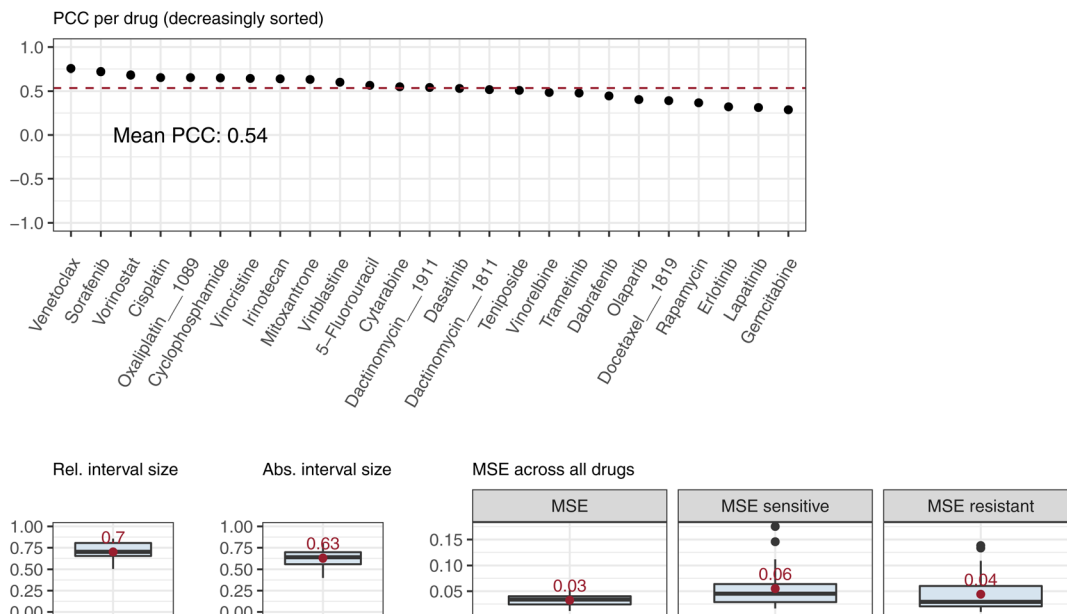 PCC per drug (decreasingly sorted)
1.0
0.5
0.0
−0.5
−1.0
Mean PCC: 0.54
Venetoclax
Sorafenib
Vorinostat
Cisplatin
Oxaliplatin___1089
Cyclophosphamide
Vincristine
Irinotecan
Mitoxantrone
Vinblastine
5−Fluorouracil
Cytarabine
Dactinomycin___1911
Dasatinib
Dactinomycin___1811
Teniposide
Vinorelbine
Trametinib
Dabrafenib
Olaparib
Docetaxel___1819
Rapamycin
Erlotinib
Lapatinib
Gemcitabine
Rel. interval size
1.00
0.75
0.50
0.25
0.00
0.7
Abs. interval size
1.00
0.75
0.50
0.25
0.00
0.63
MSE across all drugs
MSE
MSE sensitive
MSE resistant
0.15
0.10
0.05
0.03
0.06
0.04